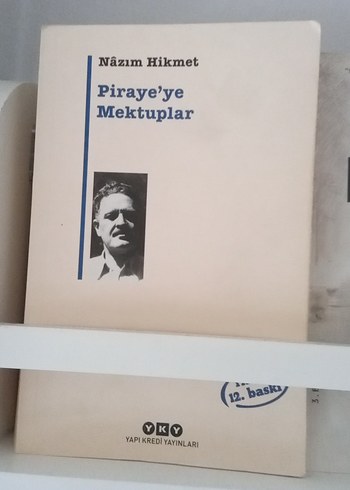 Nâzım Hikmet
Piraye'ye
Mektuplar
12. baskı
YKY
YAPI KREDİ YAYINLARI